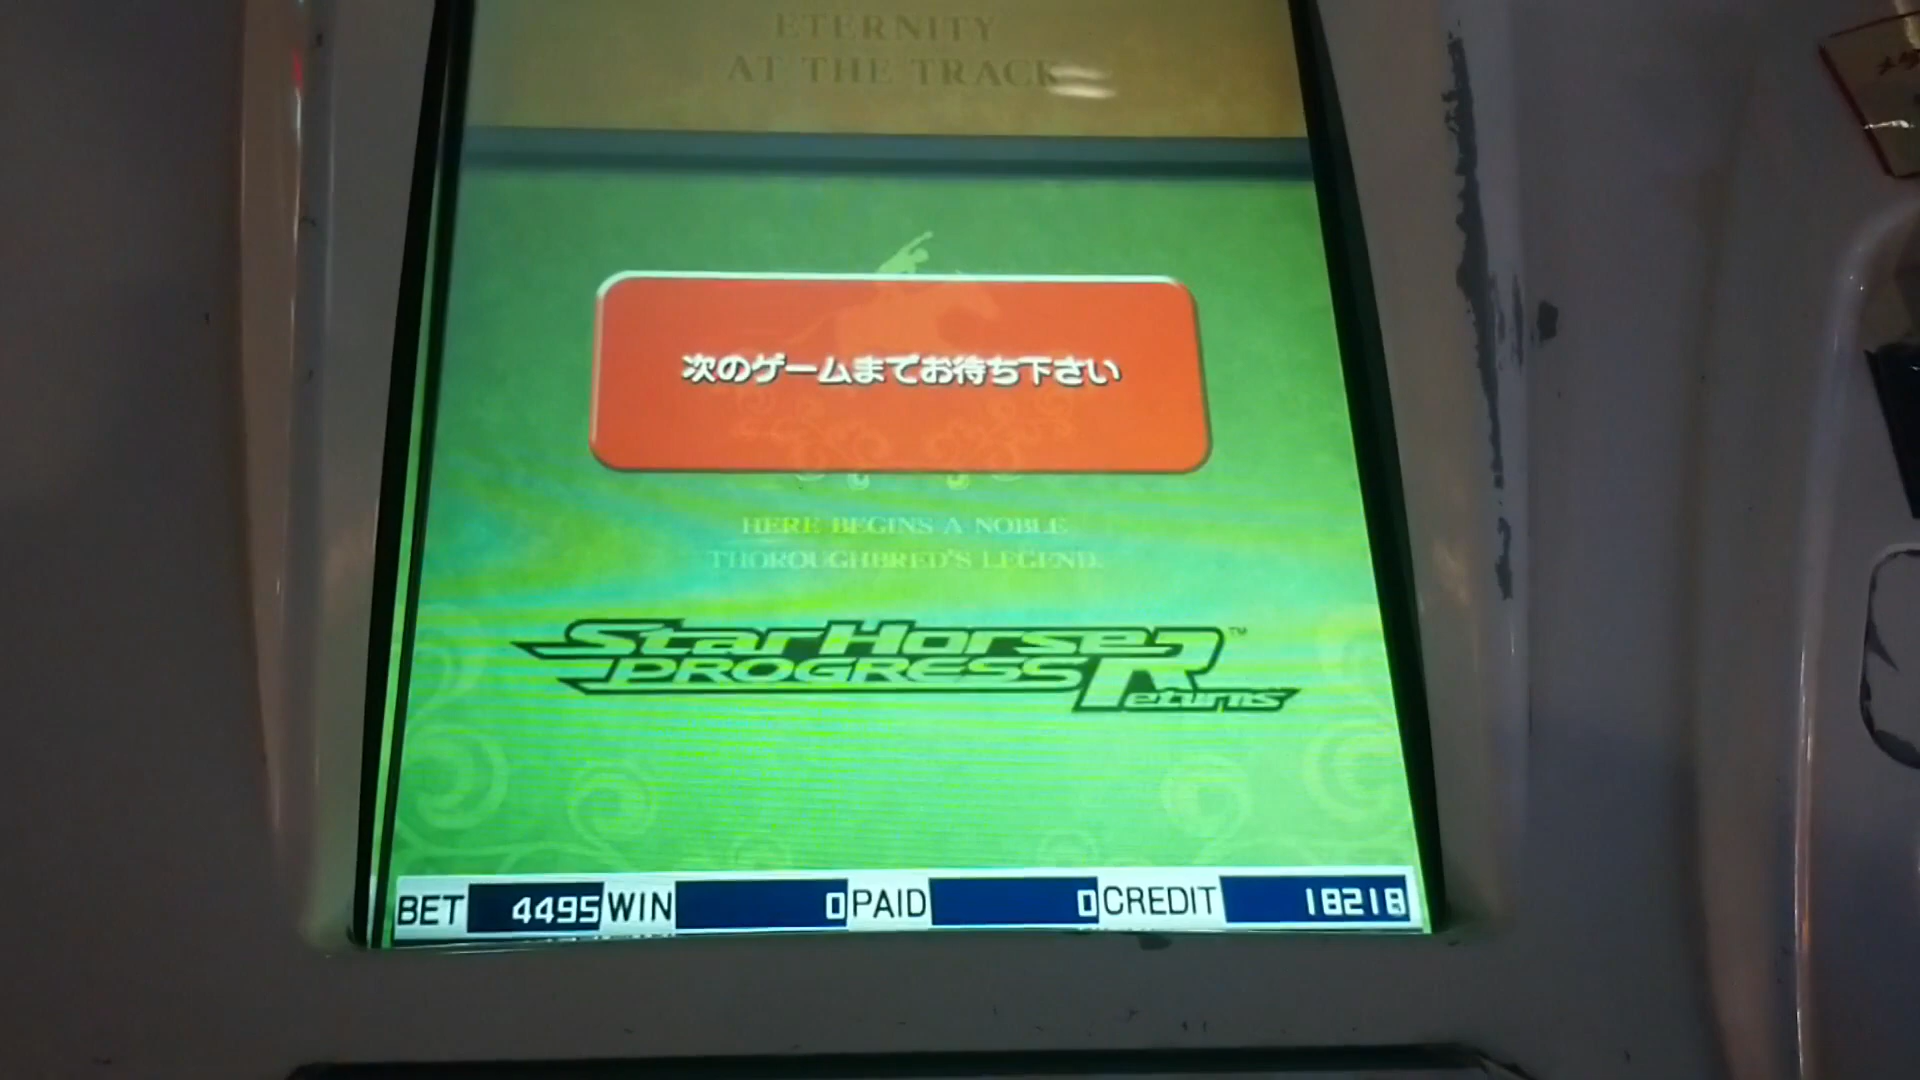 ETERNITY
AT THE TRACK
次のゲームまでお待ち下さい
HERE BEGINS A NOBLE
THOROUGHBRED'S LEGEND.
StarHorse
PROGRESS Returns™
BET 4495 WIN 0 PAID 0 CREDIT 18218